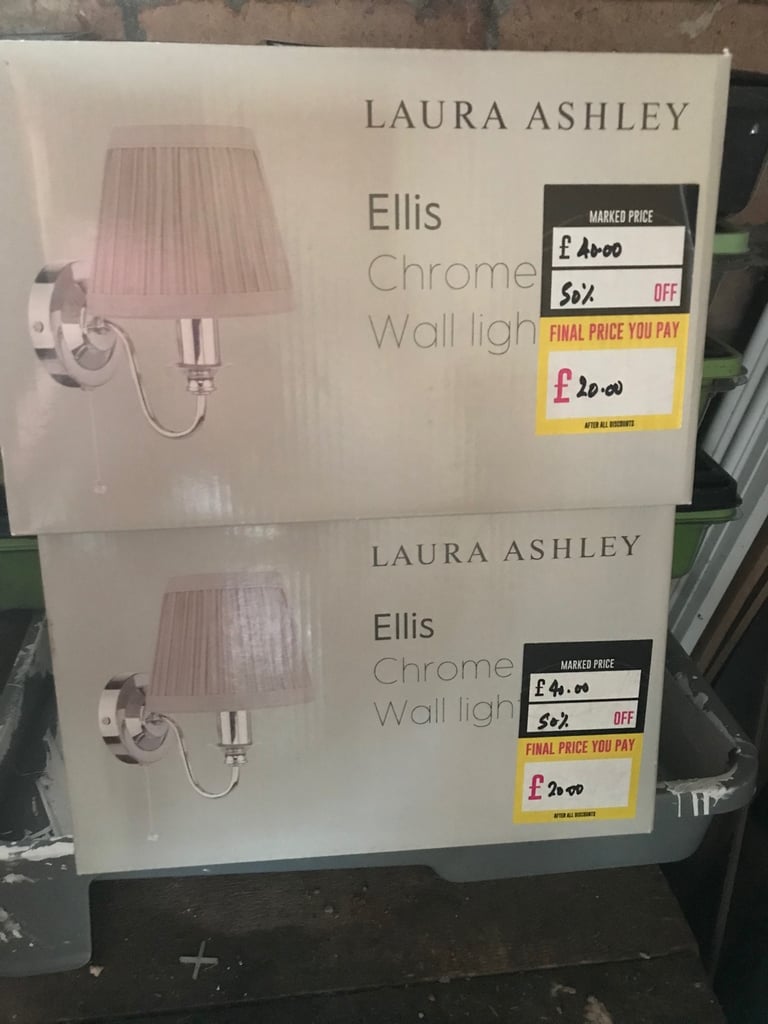 LAURA ASHLEY
Ellis
Chrome
Wall ligh
MARKED PRICE
£ 40.00
50% OFF
FINAL PRICE YOU PAY
£ 20.00
AFTER ALL DISCOUNTS
LAURA ASHLEY
Ellis
Chrome
Wall ligh
MARKED PRICE
£ 40.00
50% OFF
FINAL PRICE YOU PAY
£ 20.00
AFTER ALL DISCOUNTS